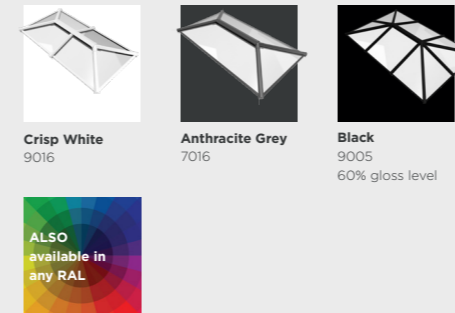 Crisp White
9016
Anthracite Grey
7016
Black
9005
60% gloss level
ALSO
available in
any RAL